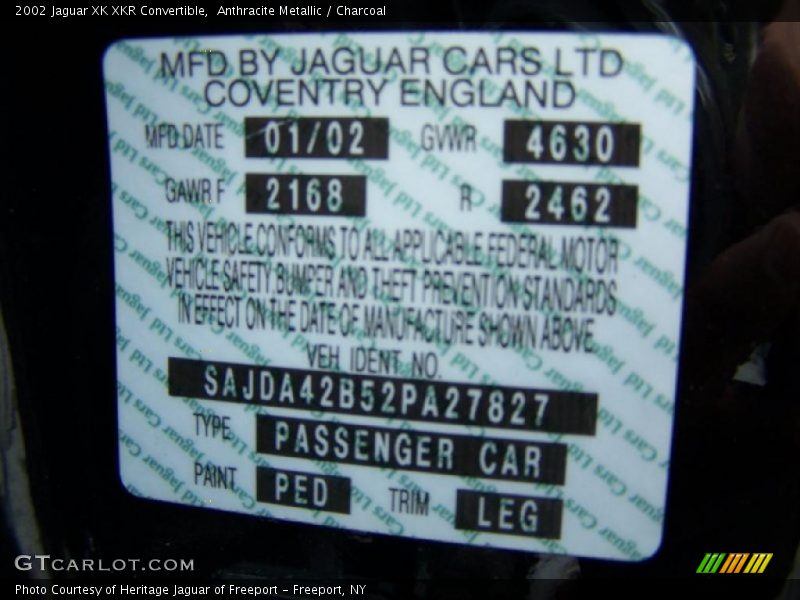 2002 Jaguar XK XKR Convertible,  Anthracite Metallic / Charcoal
MFD BY JAGUAR CARS LTD
COVENTRY ENGLAND
MFD DATE 01/02 GVWR 4630
GAWR F 2168 R 2462
THIS VEHICLE CONFORMS TO ALL APPLICABLE FEDERAL MOTOR
VEHICLE SAFETY, BUMPER AND THEFT PREVENTION STANDARDS
IN EFFECT ON THE DATE OF MANUFACTURE SHOWN ABOVE.
VEH IDENT NO.
SAJDA42B52PA27827
TYPE PASSENGER CAR
PAINT PED TRIM LEG
GTCARLOT.COM
Photo Courtesy of Heritage Jaguar of Freeport – Freeport, NY